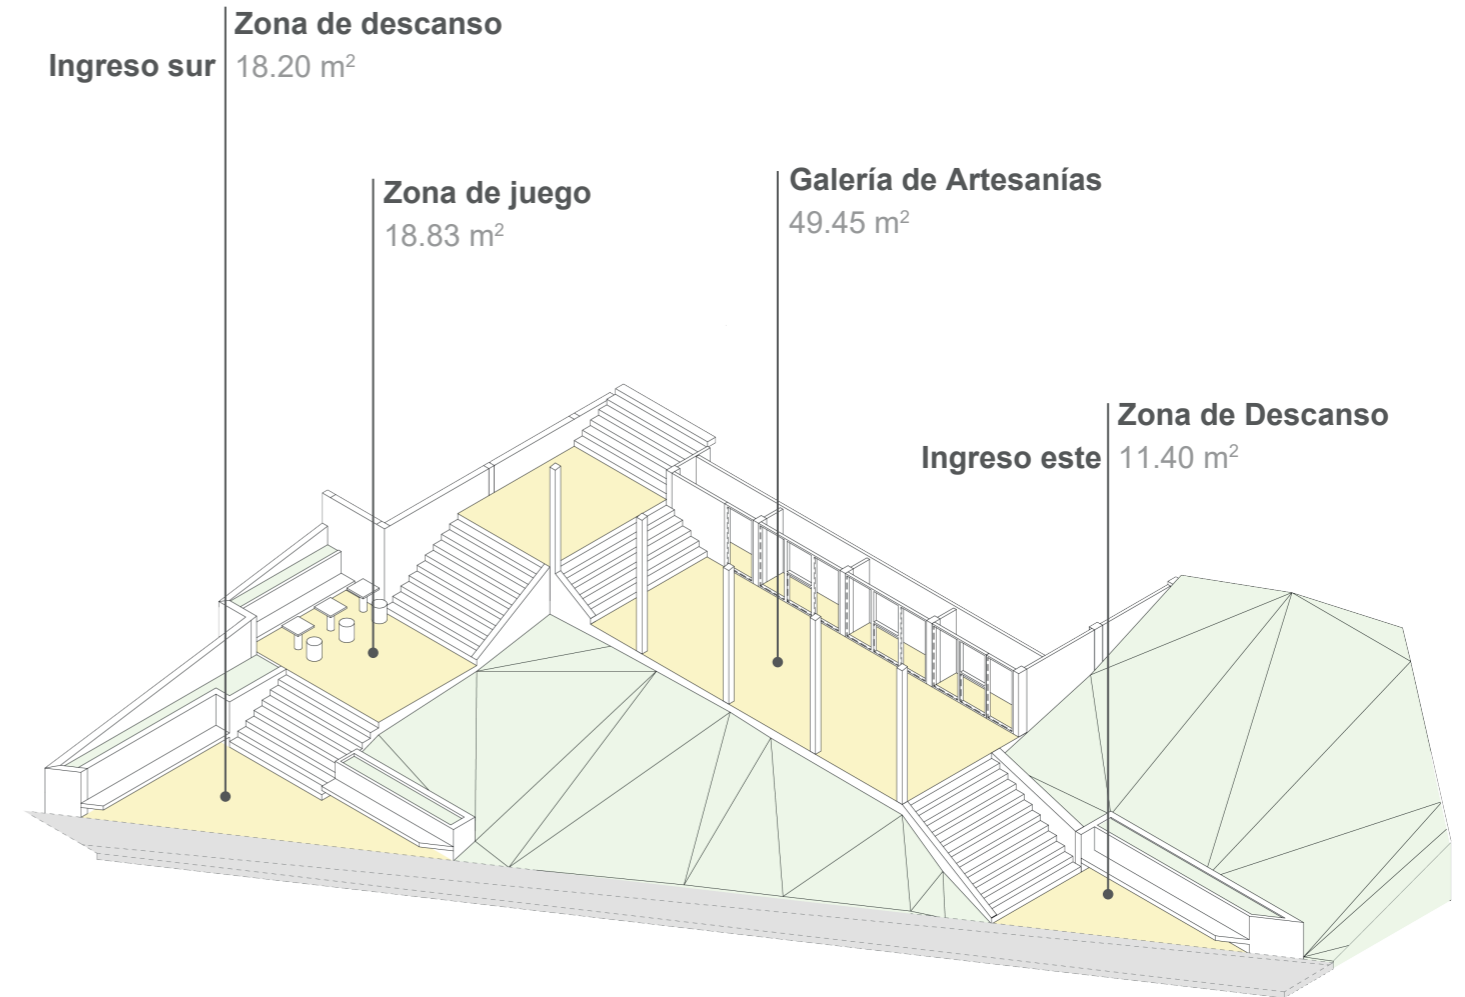 Zona de descanso
Ingreso sur 18.20 m²
Zona de juego
18.83 m²
Galería de Artesanías
49.45 m²
Zona de Descanso
Ingreso este 11.40 m²